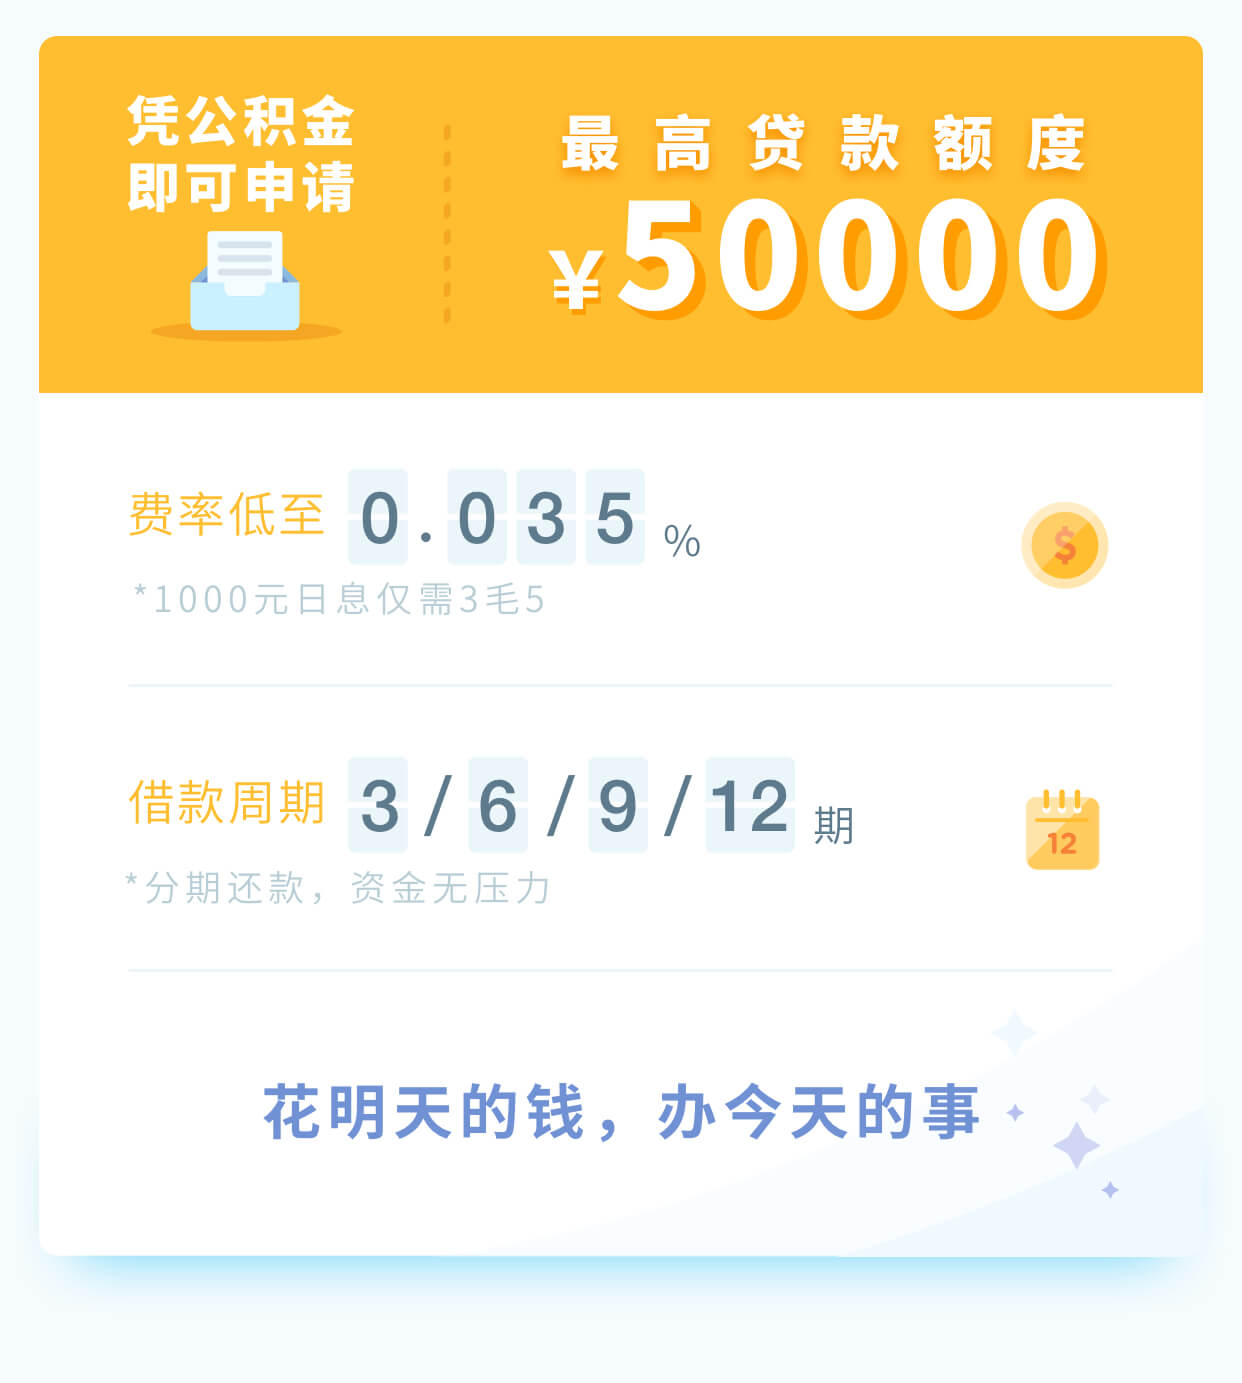 凭公积金
即可申请
最高贷款额度
¥50000
费率低至 0.035 %
*1000元日息仅需3毛5
$
借款周期 3/6/9/12 期
12
*分期还款，资金无压力
花明天的钱，办今天的事